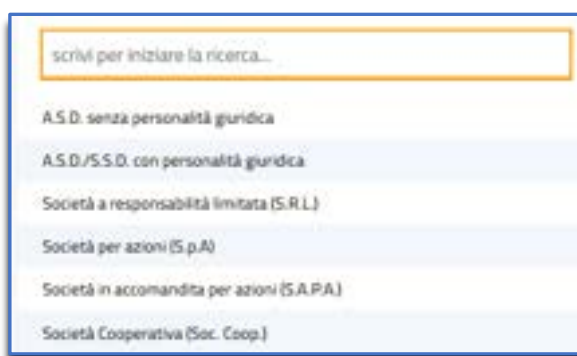 scrivi per iniziare la ricerca...
A.S.D. senza personalità giuridica
A.S.D./S.S.D. con personalità giuridica
Società a responsabilità limitata (S.R.L.)
Società per azioni (S.p.A)
Società in accomandita per azioni (S.A.P.A.)
Società Cooperativa (Soc. Coop.)